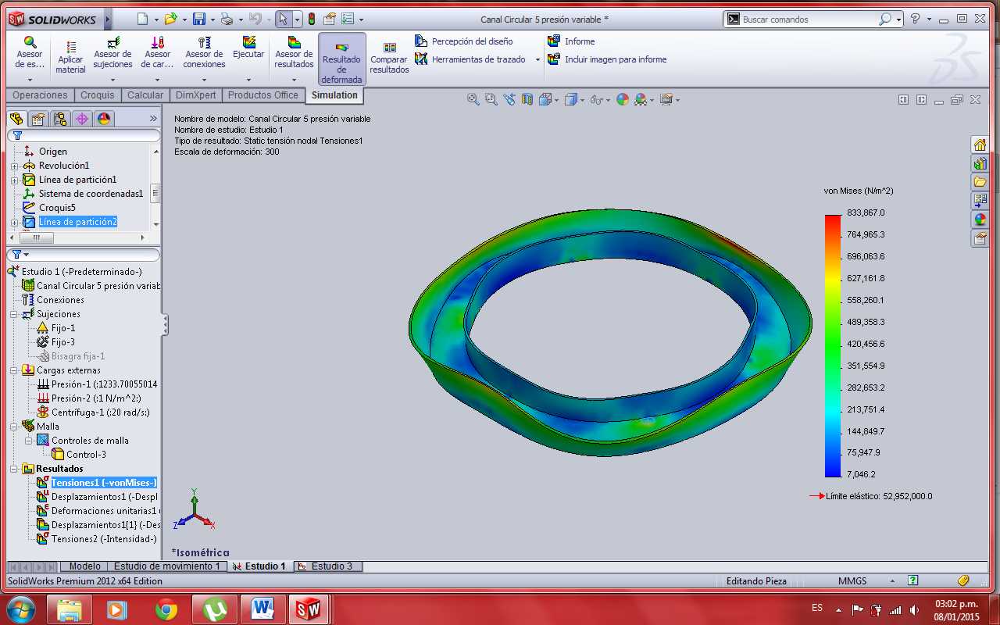 SOLIDWORKS
Canal Circular 5 presión variable *
Buscar comandos
Asesor de es...
Aplicar material
Asesor de sujeciones
Asesor de car...
Asesor de conexiones
Ejecutar
Asesor de resultados
Resultado de deformada
Comparar resultados
Percepción del diseño
Herramientas de trazado
Informe
Incluir imagen para informe
Operaciones
Croquis
Calcular
DimXpert
Productos Office
Simulation
Origen
Revolución1
Línea de partición1
Sistema de coordenadas1
Croquis5
Línea de partición2
Estudio 1 (-Predeterminado-)
Canal Circular 5 presión variab
Conexiones
Sujeciones
Fijo-1
Fijo-3
Bisagra fija-1
Cargas externas
Presión-1 (:1233.70055014
Presión-2 (:1 N/m^2:)
Centrífuga-1 (:20 rad/s:)
Malla
Controles de malla
Control-3
Resultados
Tensiones1 (-vonMises-)
Desplazamientos1 (-Despl
Deformaciones unitarias1
Desplazamientos1{1} (-Des
Tensiones2 (-Intensidad-)
Nombre de modelo: Canal Circular 5 presión variable
Nombre de estudio: Estudio 1
Tipo de resultado: Static tensión nodal Tensiones1
Escala de deformación: 300
von Mises (N/m^2)
833,867.0
764,965.3
696,063.6
627,161.8
558,260.1
489,358.3
420,456.6
351,554.9
282,653.2
213,751.4
144,849.7
75,947.9
7,046.2
Límite elástico: 52,952,000.0
Y
Z
X
*Isométrica
Modelo
Estudio de movimiento 1
Estudio 1
Estudio 3
SolidWorks Premium 2012 x64 Edition
Editando Pieza
MMGS
ES
03:02 p.m.
08/01/2015